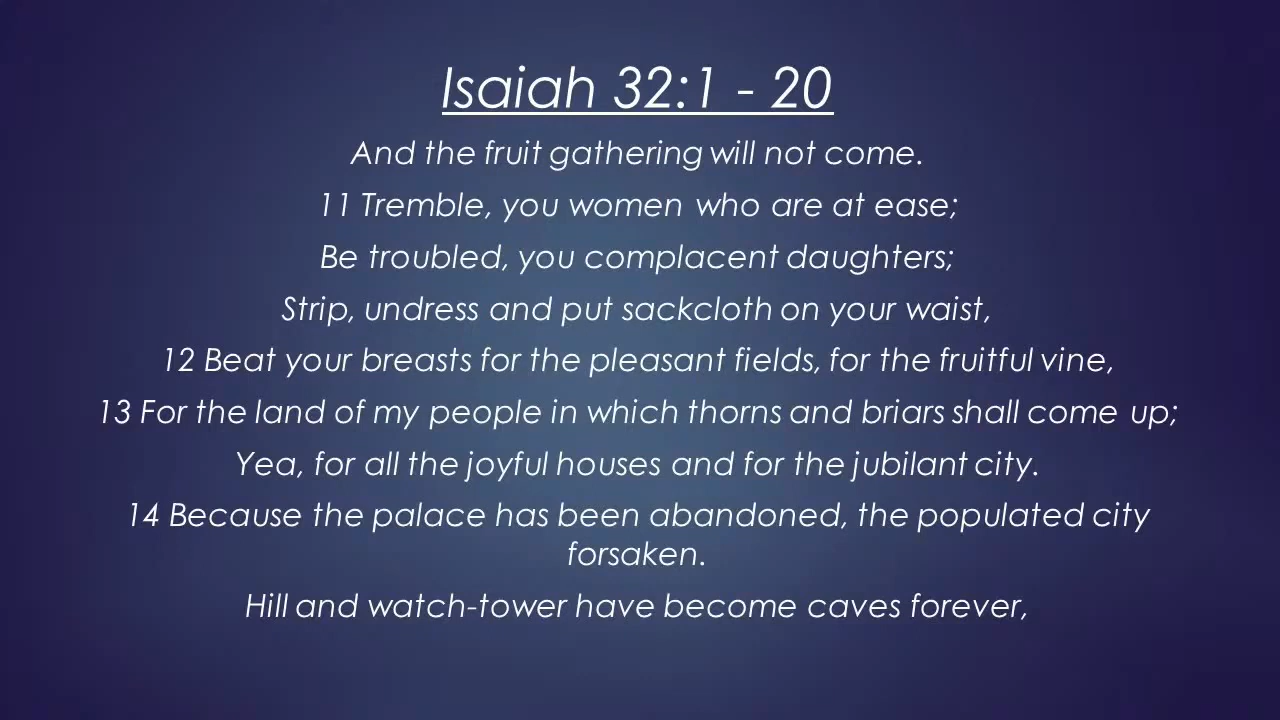 Isaiah 32:1 - 20
And the fruit gathering will not come.
11 Tremble, you women who are at ease;
Be troubled, you complacent daughters;
Strip, undress and put sackcloth on your waist,
12 Beat your breasts for the pleasant fields, for the fruitful vine,
13 For the land of my people in which thorns and briars shall come up;
Yea, for all the joyful houses and for the jubilant city.
14 Because the palace has been abandoned, the populated city
forsaken.
Hill and watch-tower have become caves forever,